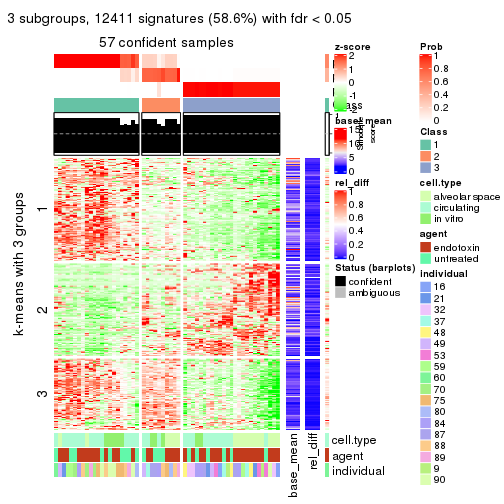 3 subgroups, 12411 signatures (58.6%) with fdr < 0.05
57 confident samples
k-means with 3 groups
1
2
3
base_mean
rel_diff
cell.type
agent
individual
z-score
2
1
0
-1
-2
base_mean
15
10
5
0
rel_diff
1
0.8
0.6
0.4
0.2
0
Status (barplots)
confident
ambiguous
Prob
1
0.8
0.6
0.4
0.2
0
Class
1
2
3
cell.type
alveolar space
circulating
in vitro
agent
endotoxin
untreated
individual
16
21
32
37
48
49
53
59
60
70
75
80
84
87
88
89
9
90